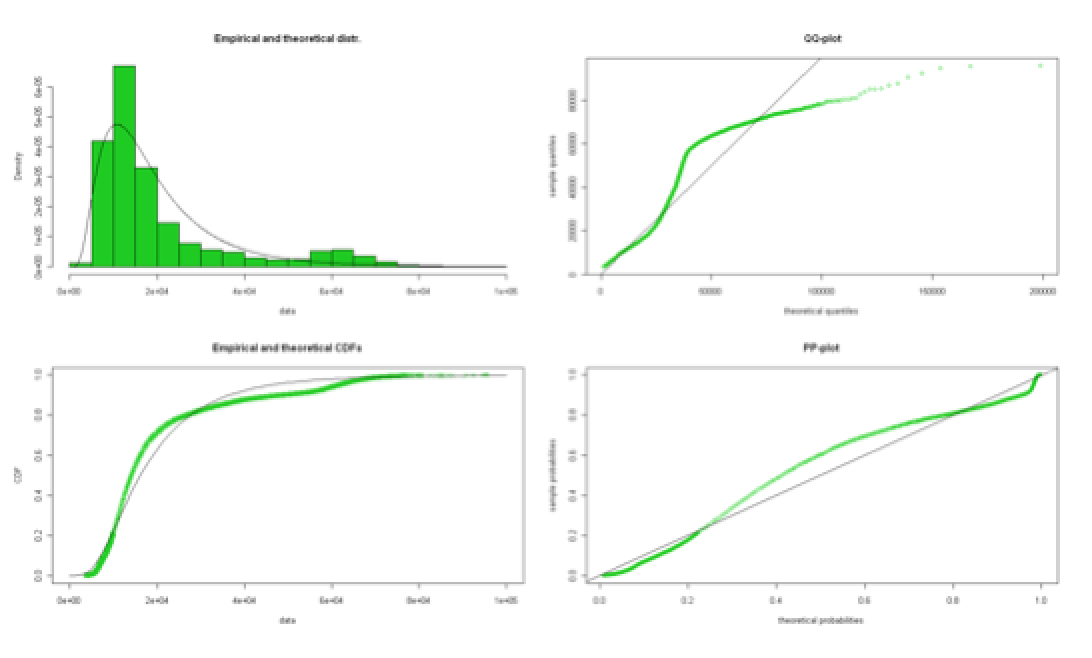 Empirical and theoretical distr.
Density
0e+00 1e-05 2e-05 3e-05 4e-05 5e-05 6e-05
0e+00 2e+04 4e+04 6e+04 8e+04 1e+05
data
QQ-plot
sample quantiles
0 20000 40000 60000 80000
0 50000 100000 150000 200000
theoretical quantiles
Empirical and theoretical CDFs
CDF
0.0 0.2 0.4 0.6 0.8 1.0
0e+00 2e+04 4e+04 6e+04 8e+04 1e+05
data
PP-plot
sample probabilities
0.0 0.2 0.4 0.6 0.8 1.0
0.0 0.2 0.4 0.6 0.8 1.0
theoretical probabilities